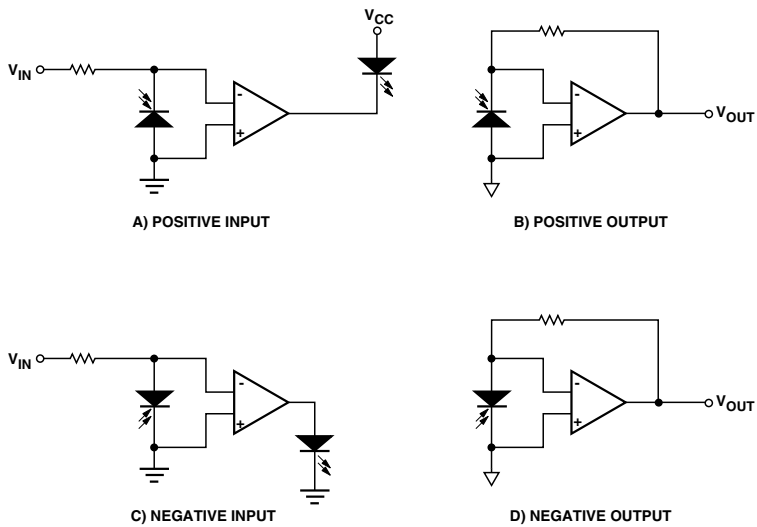 VCC
VIN
-
+
A) POSITIVE INPUT
-
+
VOUT
B) POSITIVE OUTPUT
VIN
-
+
C) NEGATIVE INPUT
-
+
VOUT
D) NEGATIVE OUTPUT